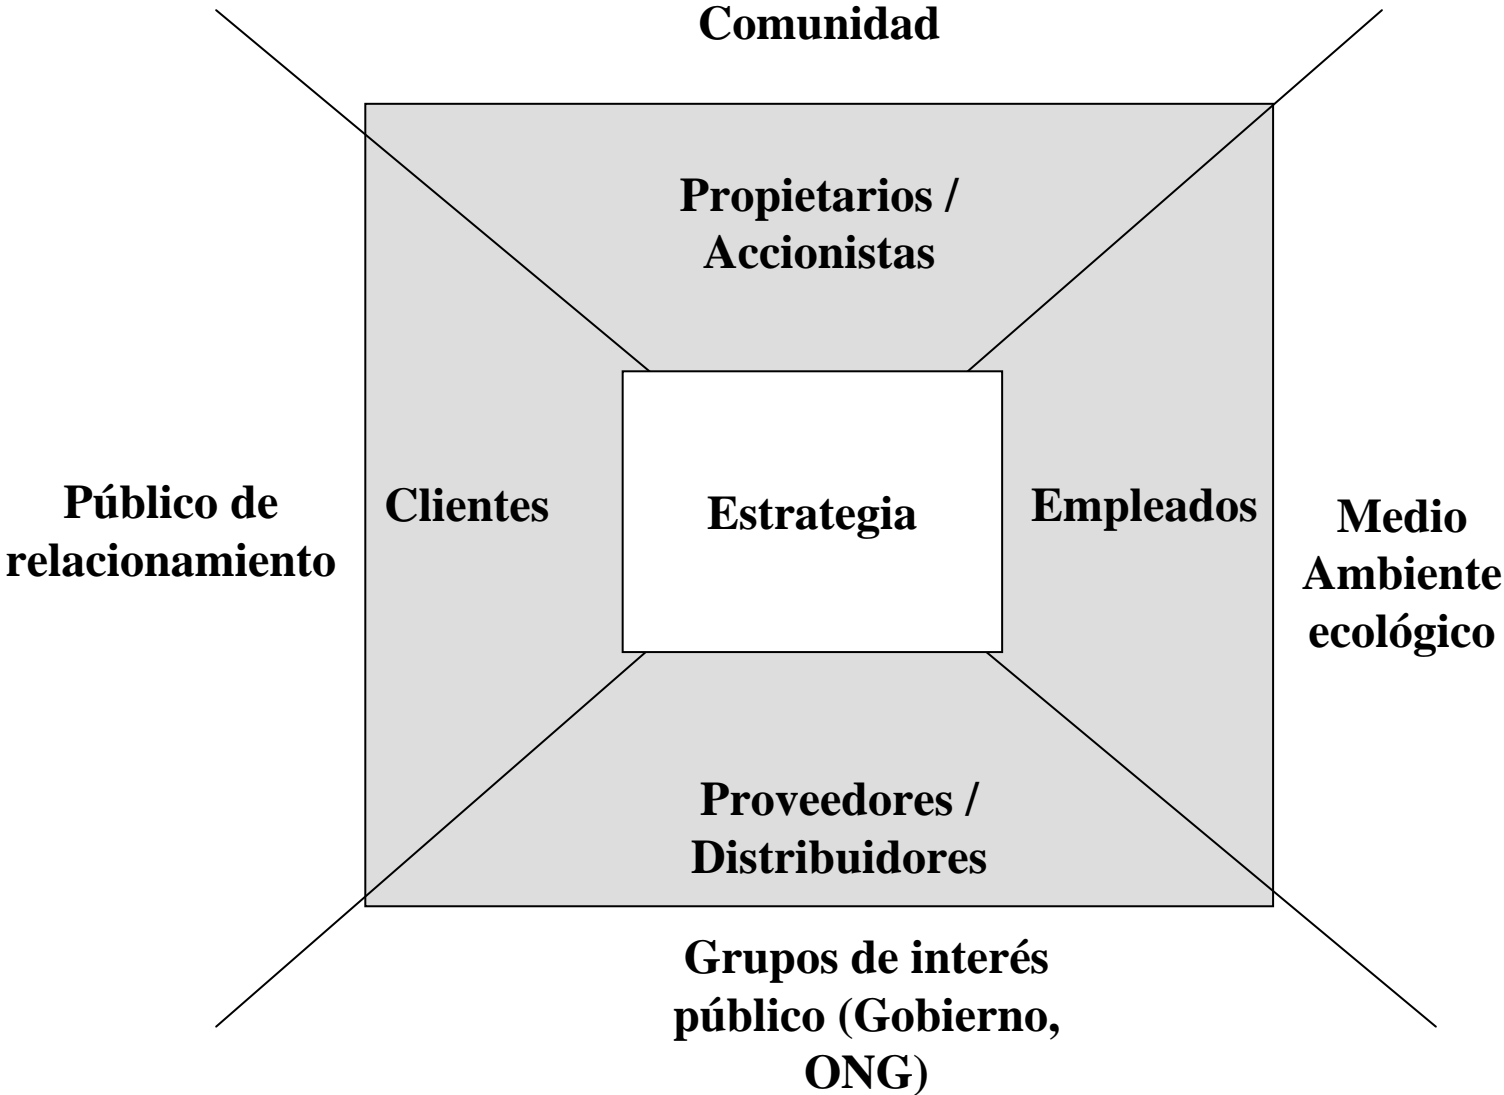 Comunidad
Propietarios /
Accionistas
Público de
relacionamiento
Clientes
Estrategia
Empleados
Medio
Ambiente
ecológico
Proveedores /
Distribuidores
Grupos de interés
público (Gobierno,
ONG)